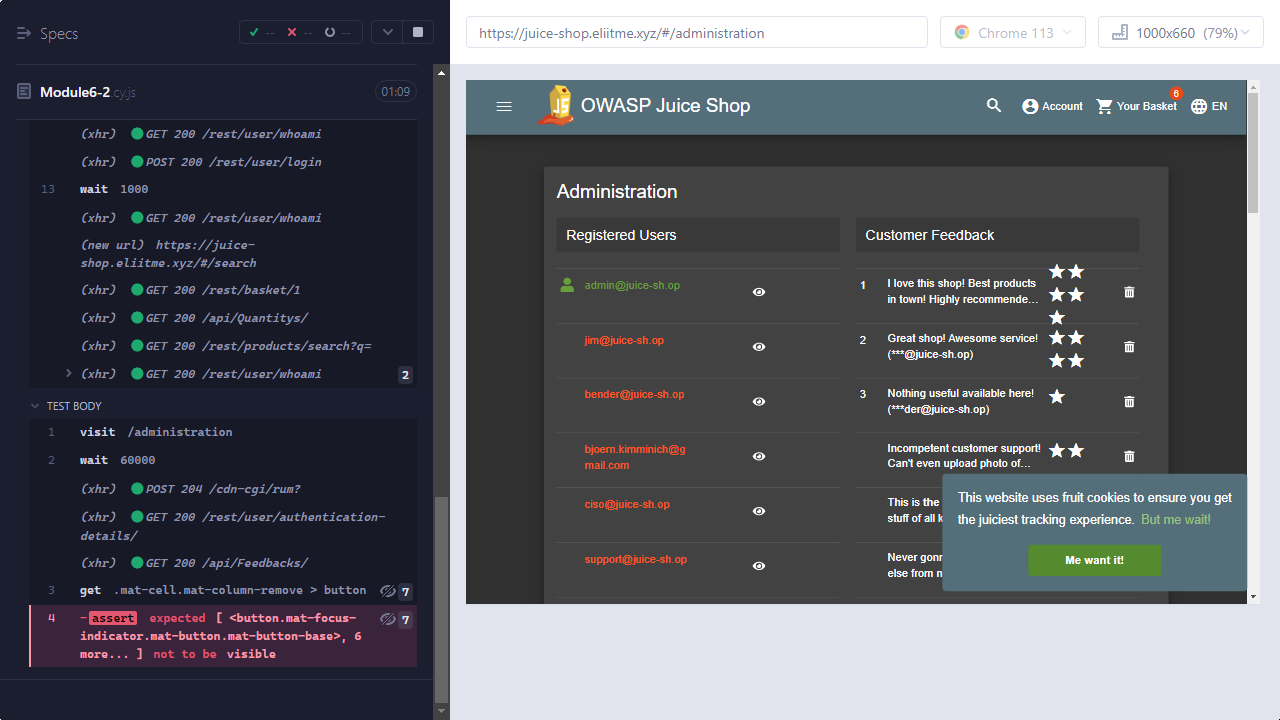 Specs
-- -- --
Module6-2.cy.js 01:09
(xhr) GET 200 /rest/user/whoami
(xhr) POST 200 /rest/user/login
13 wait 1000
(xhr) GET 200 /rest/user/whoami
(new url) https://juice-
shop.eliitme.xyz/#/search
(xhr) GET 200 /rest/basket/1
(xhr) GET 200 /api/Quantitys/
(xhr) GET 200 /rest/products/search?q=
(xhr) GET 200 /rest/user/whoami 2
TEST BODY
1 visit /administration
2 wait 60000
(xhr) POST 204 /cdn-cgi/rum?
(xhr) GET 200 /rest/user/authentication-
details/
(xhr) GET 200 /api/Feedbacks/
3 get .mat-cell.mat-column-remove > button 7
4 -assert expected [ <button.mat-focus- 7
indicator.mat-button.mat-button-base>, 6
more... ] not to be visible
https://juice-shop.eliitme.xyz/#/administration
Chrome 113
1000x660 (79%)
OWASP Juice Shop
Account
Your Basket 6
EN
Administration
Registered Users
admin@juice-sh.op
jim@juice-sh.op
bender@juice-sh.op
bjoern.kimminich@g
mail.com
ciso@juice-sh.op
support@juice-sh.op
Customer Feedback
1 I love this shop! Best products
in town! Highly recommende...
2 Great shop! Awesome service!
(***@juice-sh.op)
3 Nothing useful available here!
(***der@juice-sh.op)
Incompetent customer support!
Can't even upload photo of...
This is the
stuff of all k
Never gonn
else from n
This website uses fruit cookies to ensure you get
the juiciest tracking experience. But me wait!
Me want it!